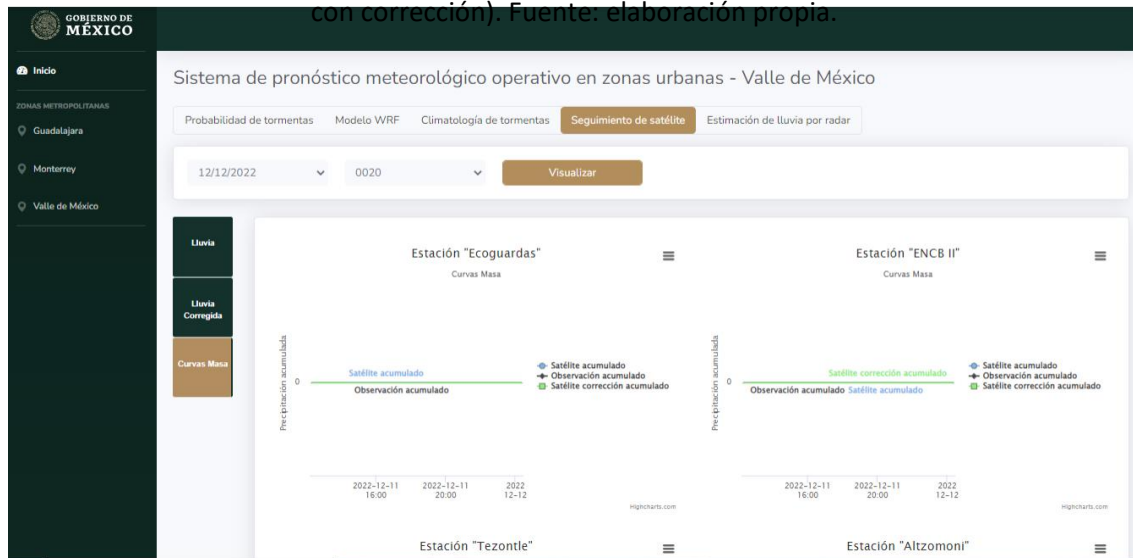 con corrección). Fuente: elaboración propia.
GOBIERNO DE
MÉXICO
Inicio
ZONAS METROPOLITANAS
Guadalajara
Monterrey
Valle de México
Sistema de pronóstico meteorológico operativo en zonas urbanas - Valle de México
Probabilidad de tormentas Modelo WRF Climatología de tormentas Seguimiento de satélite Estimación de lluvia por radar
12/12/2022 0020 Visualizar
Lluvia
Lluvia
Corregida
Curvas Masa
Estación "Ecoguardas"
Curvas Masa
Precipitación acumulada
0
Satélite acumulado
Observación acumulado
Satélite acumulado
Observación acumulado
Satélite corrección acumulado
2022-12-11 2022-12-11 2022
16:00 20:00 12-12
Highcharts.com
Estación "ENCB II"
Curvas Masa
Precipitación acumulada
0
Satélite corrección acumulado
Observación acumulado Satélite acumulado
Satélite acumulado
Observación acumulado
Satélite corrección acumulado
2022-12-11 2022-12-11 2022
16:00 20:00 12-12
Highcharts.com
Estación "Tezontle"
Estación "Altzomoni"